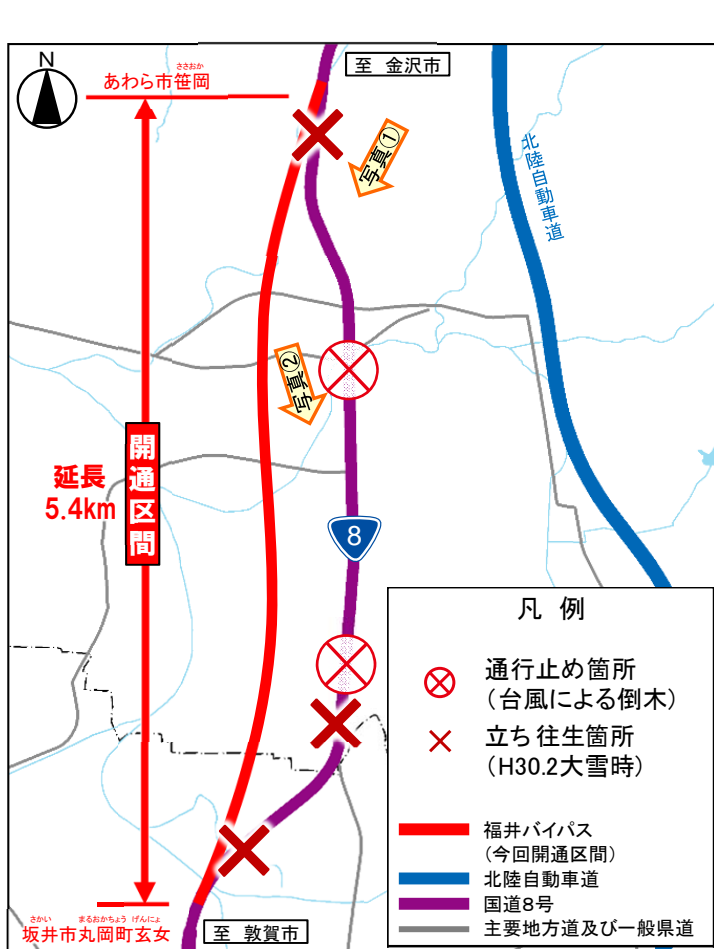 N
ささおか
あわら市笹岡
至 金沢市
写真①
北陸自動車道
写真②
開通区間
延長
5.4km
8
凡 例
通行止め箇所
(台風による倒木)
立ち往生箇所
(H30.2大雪時)
福井バイパス
(今回開通区間)
北陸自動車道
国道8号
主要地方道及び一般県道
さかい まるおかちょう げんにょ
坂井市丸岡町玄女
至 敦賀市